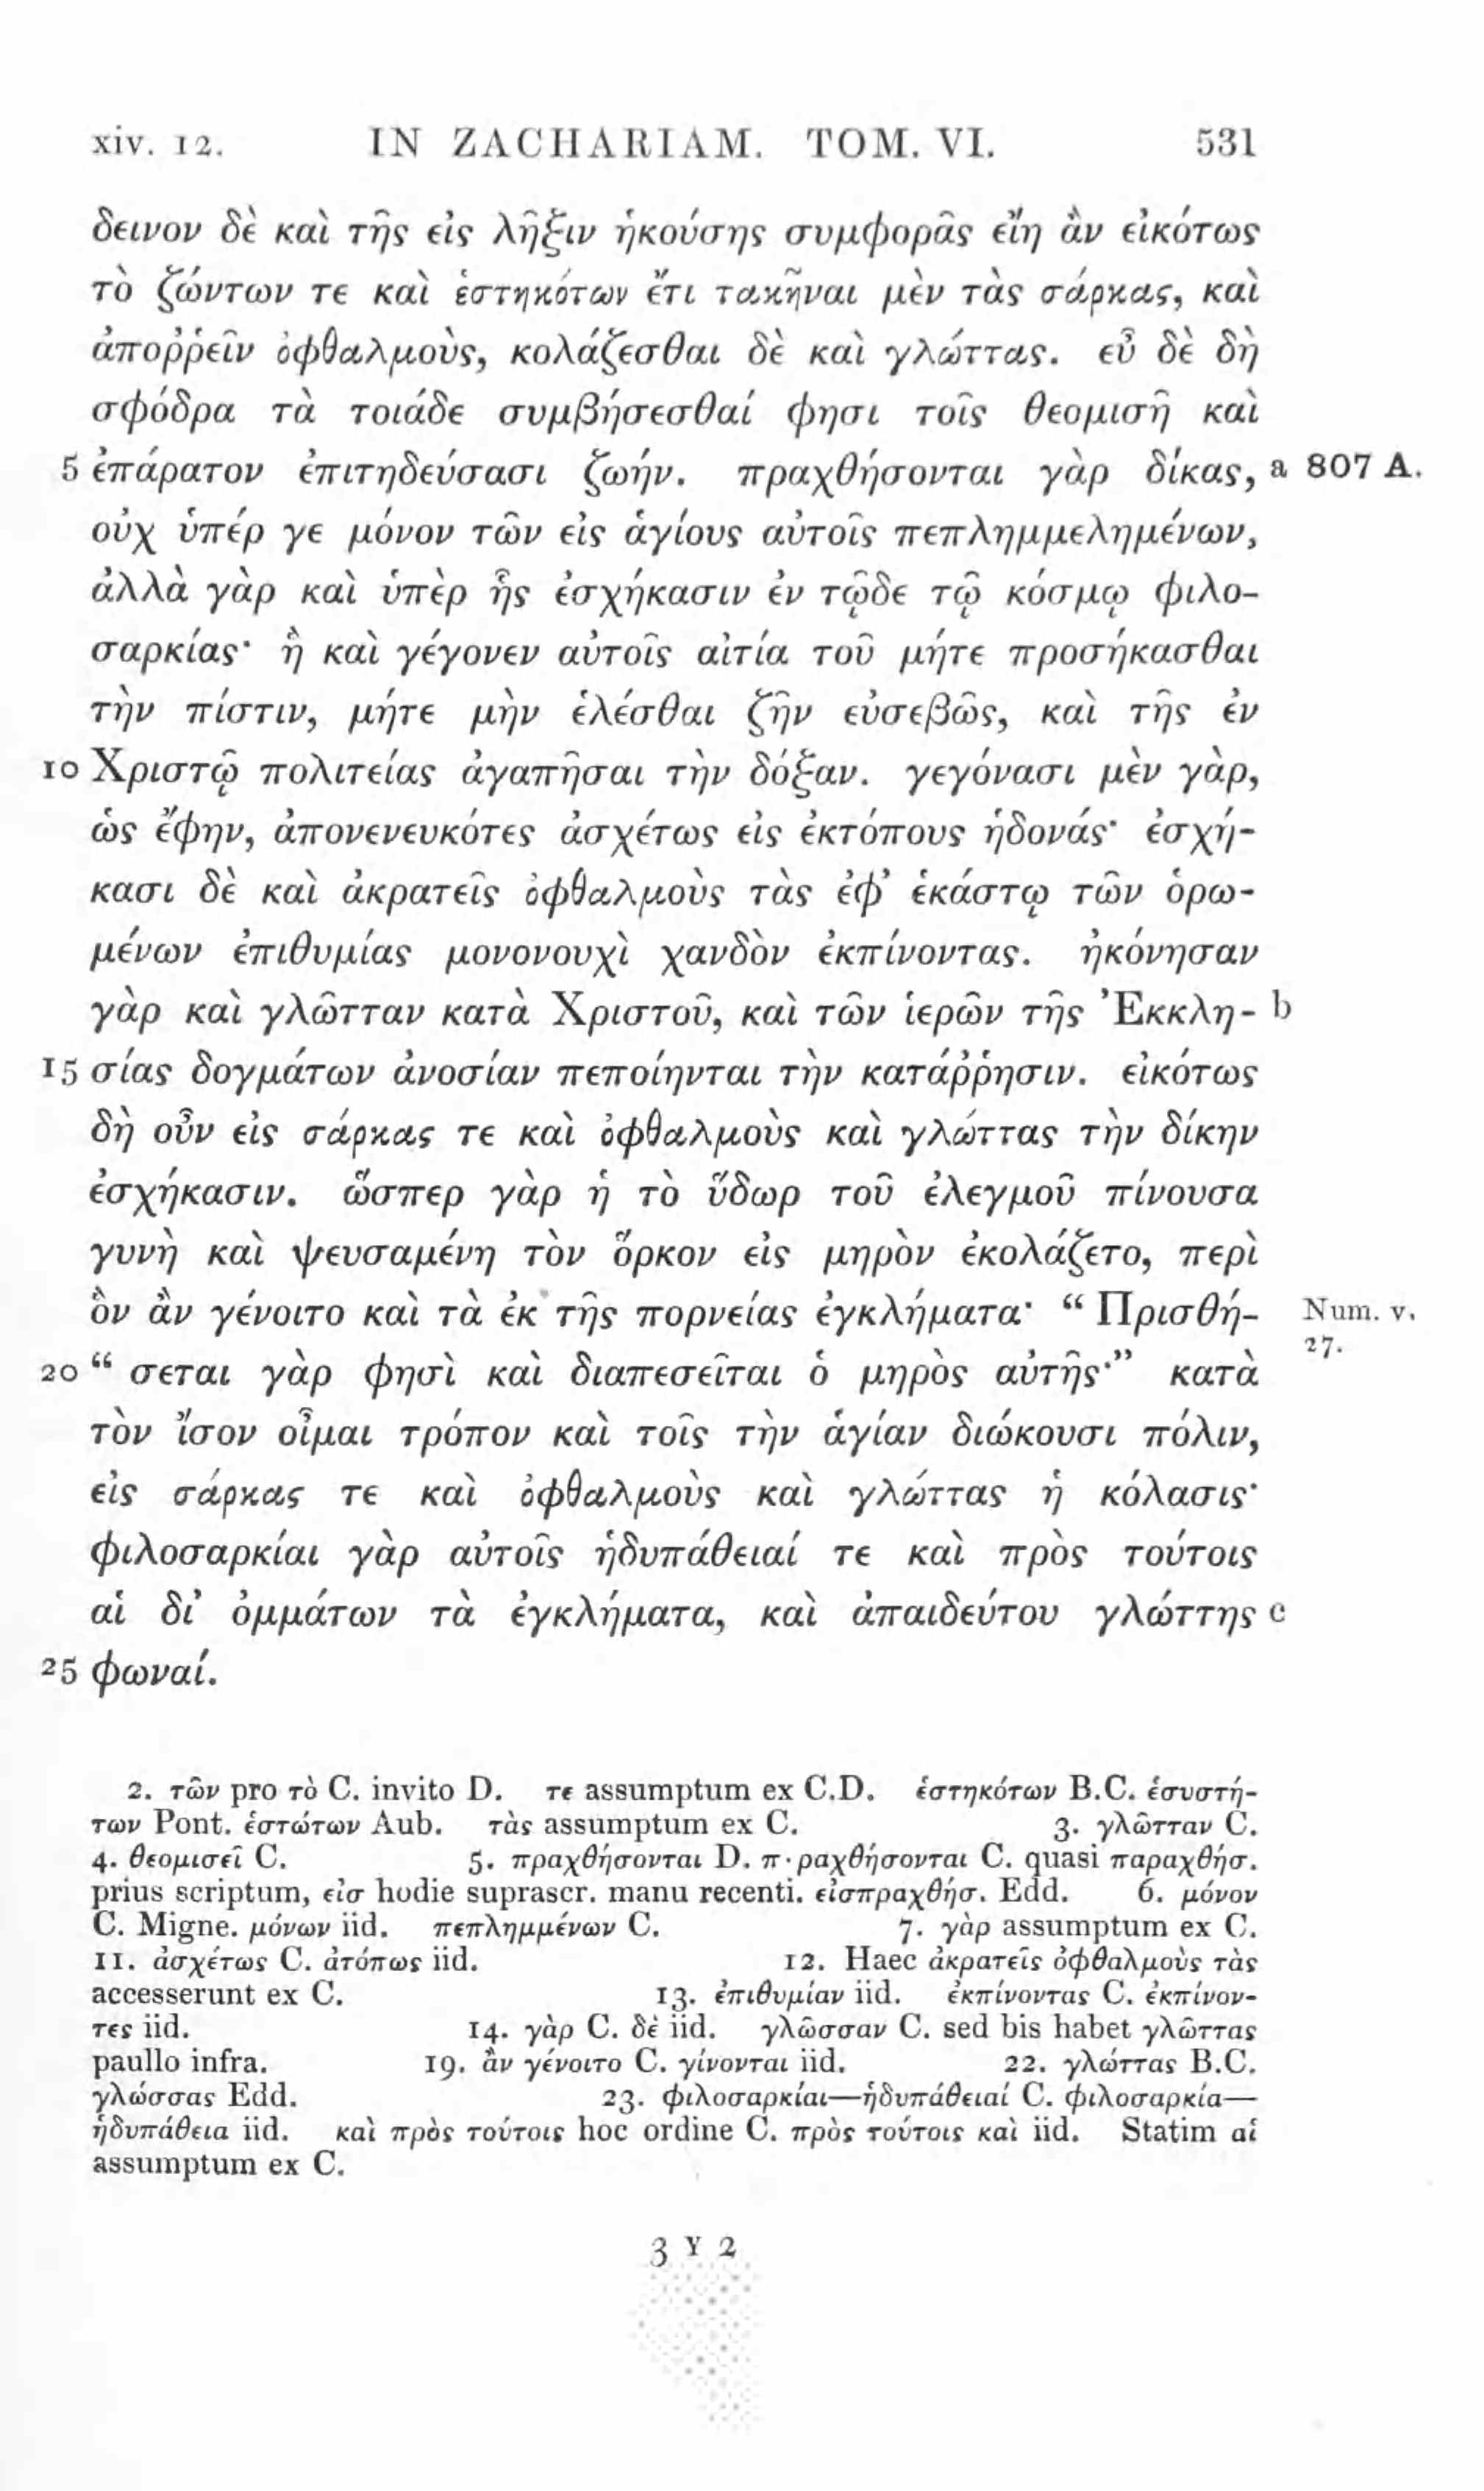 xiv. 12. IN ZACHARIAM. TOM. VI. 531
δεινον δὲ καὶ τῆς εἰς λῆξιν ἡκούσης συμφορᾶς εἴη ἂν εἰκότως
τὸ ζώντων τε καὶ ἑστηκότων ἔτι τακῆναι μὲν τὰς σάρκας, καὶ
ἀποῤῥεῖν ὀφθαλμοὺς, κολάζεσθαι δὲ καὶ γλώττας. εὖ δὲ δὴ
σφόδρα τὰ τοιάδε συμβήσεσθαί φησι τοῖς θεομισῆ καὶ
5 ἐπάρατον ἐπιτηδεύσασι ζωήν. πραχθήσονται γὰρ δίκας, a 807 A.
οὐχ ὑπέρ γε μόνον τῶν εἰς ἁγίους αὐτοῖς πεπλημμελημένων,
ἀλλὰ γὰρ καὶ ὑπὲρ ἧς ἐσχήκασιν ἐν τῷδε τῷ κόσμῳ φιλο-
σαρκίας· ἣ καὶ γέγονεν αὐτοῖς αἰτία τοῦ μήτε προσήκασθαι
τὴν πίστιν, μήτε μὴν ἑλέσθαι ζῆν εὐσεβῶς, καὶ τῆς ἐν
10 Χριστῷ πολιτείας ἀγαπῆσαι τὴν δόξαν. γεγόνασι μὲν γὰρ,
ὡς ἔφην, ἀπονενευκότες ἀσχέτως εἰς ἐκτόπους ἡδονάς· ἐσχή-
κασι δὲ καὶ ἀκρατεῖς ὀφθαλμοὺς τὰς ἐφ’ ἑκάστῳ τῶν ὁρω-
μένων ἐπιθυμίας μονονουχὶ χανδὸν ἐκπίνοντας. ἠκόνησαν
γὰρ καὶ γλῶτταν κατὰ Χριστοῦ, καὶ τῶν ἱερῶν τῆς Ἐκκλη- b
15 σίας δογμάτων ἀνοσίαν πεποίηνται τὴν κατάῤῥησιν. εἰκότως
δὴ οὖν εἰς σάρκας τε καὶ ὀφθαλμοὺς καὶ γλώττας τὴν δίκην
ἐσχήκασιν. ὥσπερ γὰρ ἡ τὸ ὕδωρ τοῦ ἐλεγμοῦ πίνουσα
γυνὴ καὶ ψευσαμένη τὸν ὅρκον εἰς μηρὸν ἐκολάζετο, περὶ
ὃν ἂν γένοιτο καὶ τὰ ἐκ τῆς πορνείας ἐγκλήματα· “ Πρισθή- Num. v.
27.
20 “ σεται γὰρ φησὶ καὶ διαπεσεῖται ὁ μηρὸς αὐτῆς·” κατὰ
τὸν ἴσον οἶμαι τρόπον καὶ τοῖς τὴν ἁγίαν διώκουσι πόλιν,
εἰς σάρκας τε καὶ ὀφθαλμοὺς καὶ γλώττας ἡ κόλασις·
φιλοσαρκίαι γὰρ αὐτοῖς ἡδυπάθειαί τε καὶ πρὸς τούτοις
αἱ δι’ ὀμμάτων τὰ ἐγκλήματα, καὶ ἀπαιδεύτου γλώττης c
25 φωναί.
2. τῶν pro τὸ C. invito D. τε assumptum ex C.D. ἑστηκότων B.C. ἑσυστή-
των Pont. ἑστώτων Aub. τὰς assumptum ex C. 3. γλῶτταν C.
4. θεομισεῖ C. 5. πραχθήσονται D. π·ραχθήσονται C. quasi παραχθήσ.
prius scriptum, εἰσ hodie suprascr. manu recenti. εἰσπραχθήσ. Edd. 6. μόνον
C. Migne. μόνων iid. πεπλημμένων C. 7. γὰρ assumptum ex C.
11. ἀσχέτως C. ἀτόπως iid. 12. Haec ἀκρατεῖς ὀφθαλμοὺς τὰς
accesserunt ex C. 13. ἐπιθυμίαν iid. ἐκπίνοντας C. ἐκπίνον-
τες iid. 14. γὰρ C. δὲ iid. γλῶσσαν C. sed bis habet γλῶττας
paullo infra. 19. ἂν γένοιτο C. γίνονται iid. 22. γλώττας B.C.
γλώσσας Edd. 23. φιλοσαρκίαι—ἡδυπάθειαί C. φιλοσαρκία—
ἡδυπάθεια iid. καὶ πρὸς τούτοις hoc ordine C. πρὸς τούτοις καὶ iid. Statim αἱ
assumptum ex C.
3 Y 2